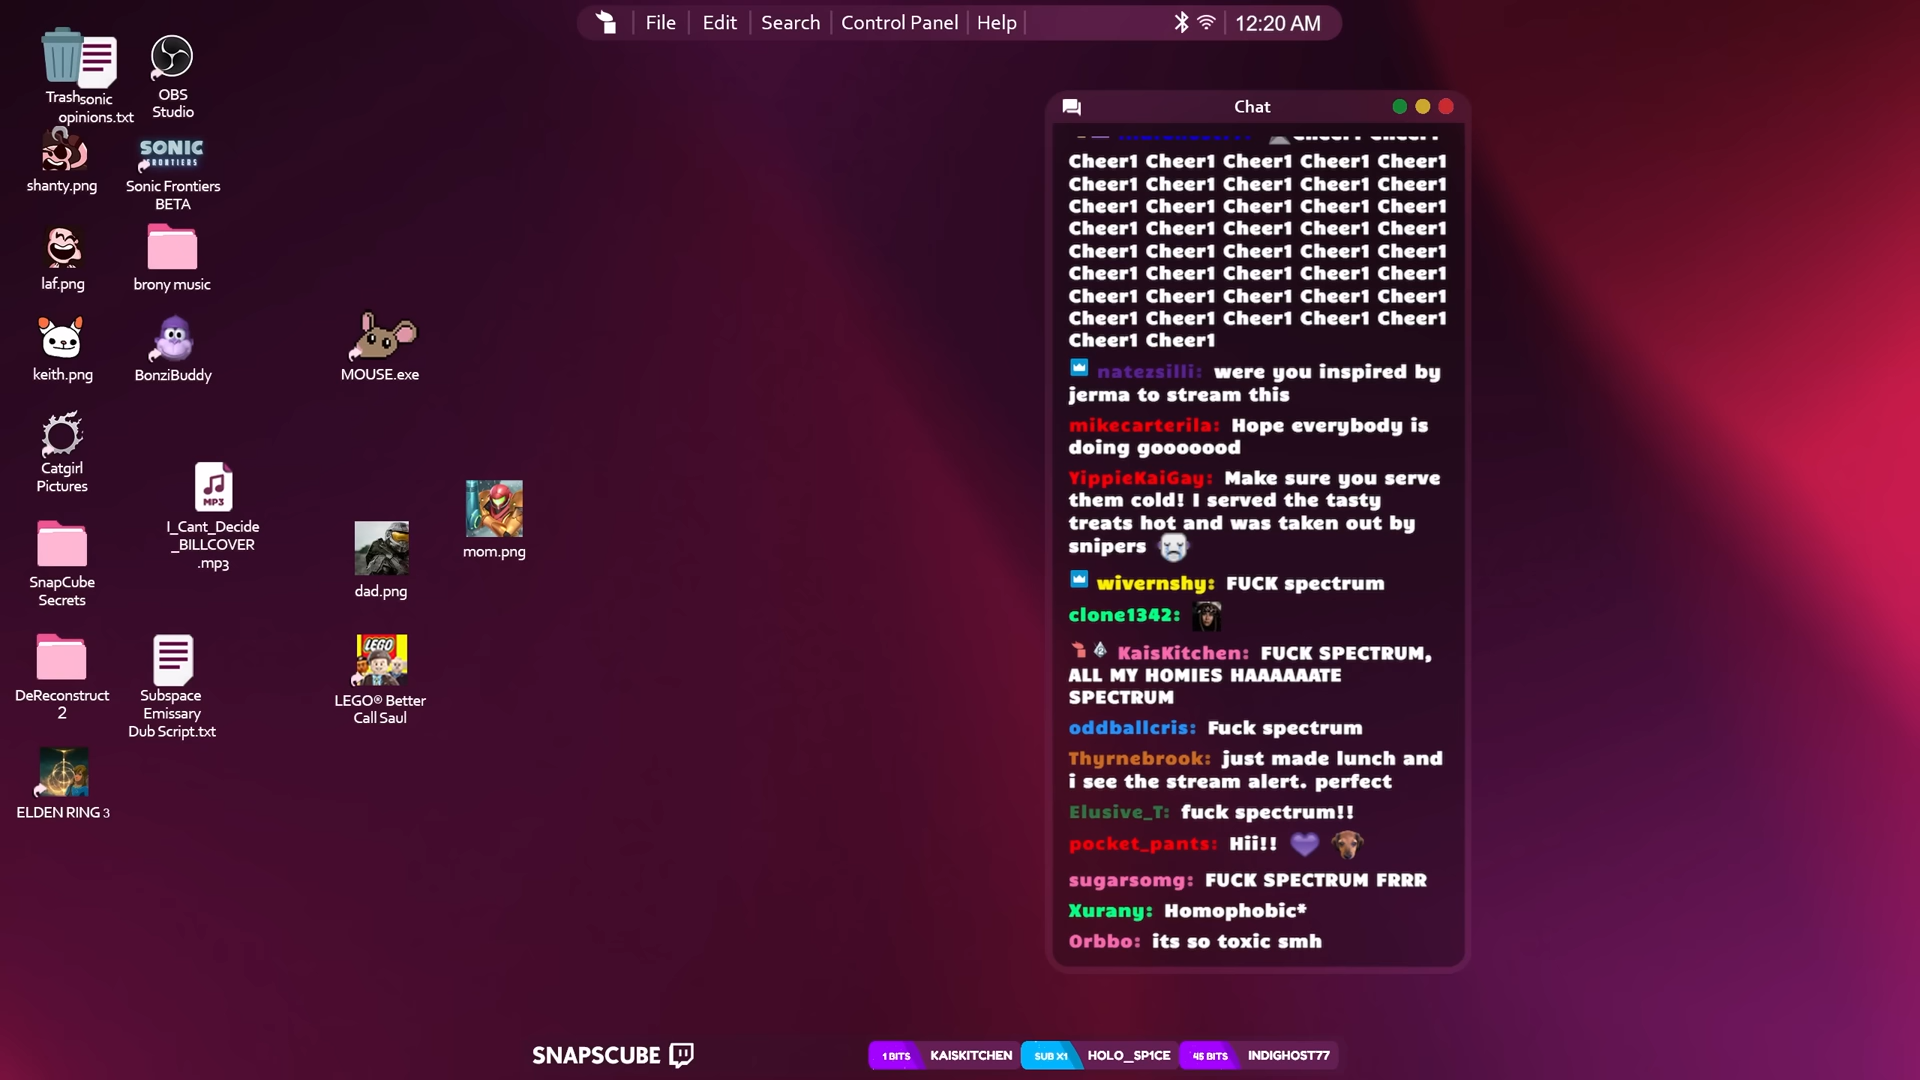 File
Edit
Search
Control Panel
Help
12:20 AM
Trash
sonic
opinions.txt
OBS
Studio
shanty.png
SONIC
FRONTIERS
Sonic Frontiers
BETA
laf.png
brony music
keith.png
BonziBuddy
MOUSE.exe
Catgirl
Pictures
MP3
I_Cant_Decide
_BILLCOVER
.mp3
mom.png
dad.png
SnapCube
Secrets
DeReconstruct
2
Subspace
Emissary
Dub Script.txt
LEGO
LEGO® Better
Call Saul
ELDEN RING 3
Chat
Cheer1 Cheer1
Cheer1 Cheer1 Cheer1 Cheer1 Cheer1
Cheer1 Cheer1 Cheer1 Cheer1 Cheer1
Cheer1 Cheer1 Cheer1 Cheer1 Cheer1
Cheer1 Cheer1 Cheer1 Cheer1 Cheer1
Cheer1 Cheer1 Cheer1 Cheer1 Cheer1
Cheer1 Cheer1 Cheer1 Cheer1 Cheer1
Cheer1 Cheer1 Cheer1 Cheer1 Cheer1
Cheer1 Cheer1 Cheer1 Cheer1 Cheer1
Cheer1 Cheer1
natezsilli: were you inspired by
jerma to stream this
mikecarterila: Hope everybody is
doing gooooood
YippieKaiGay: Make sure you serve
them cold! I served the tasty
treats hot and was taken out by
snipers
wivernshy: FUCK spectrum
clone1342:
KaisKitchen: FUCK SPECTRUM,
ALL MY HOMIES HAAAAAATE
SPECTRUM
oddballcris: Fuck spectrum
Thyrnebrook: just made lunch and
i see the stream alert. perfect
Elusive_T: fuck spectrum!!
pocket_pants: Hii!!
sugarsomg: FUCK SPECTRUM FRRR
Xurany: Homophobic*
Orbbo: its so toxic smh
SNAPSCUBE
1 BITS KAISKITCHEN
SUB X1 HOLO_SP1CE
45 BITS INDIGHOST77